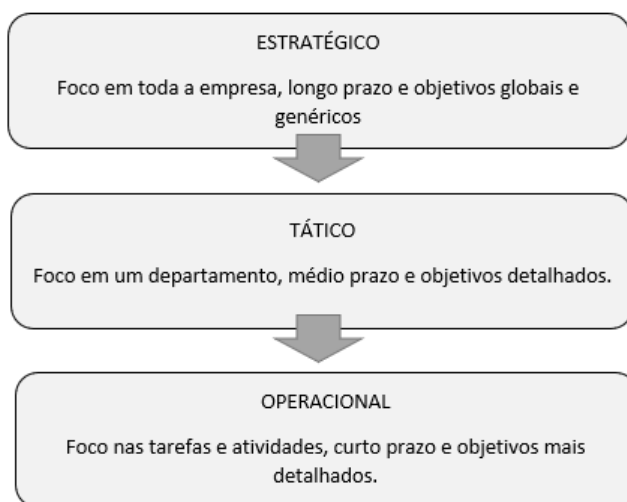 ESTRATÉGICO
Foco em toda a empresa, longo prazo e objetivos globais e
genéricos
TÁTICO
Foco em um departamento, médio prazo e objetivos detalhados.
OPERACIONAL
Foco nas tarefas e atividades, curto prazo e objetivos mais
detalhados.